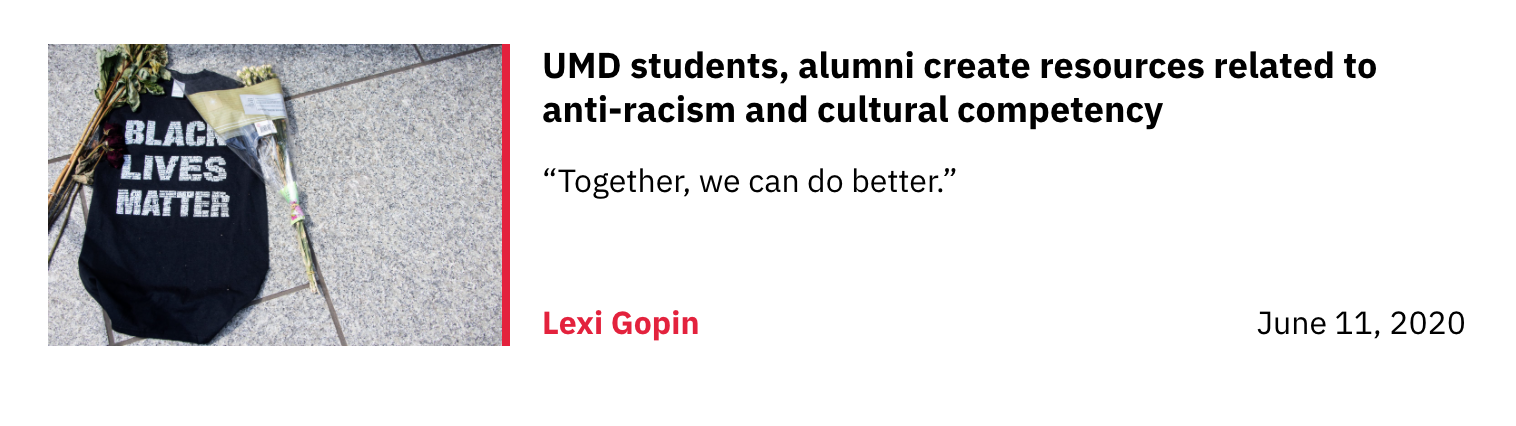 BLACK
LIVES
MATTER
UMD students, alumni create resources related to
anti-racism and cultural competency
“Together, we can do better.”
Lexi Gopin
June 11, 2020